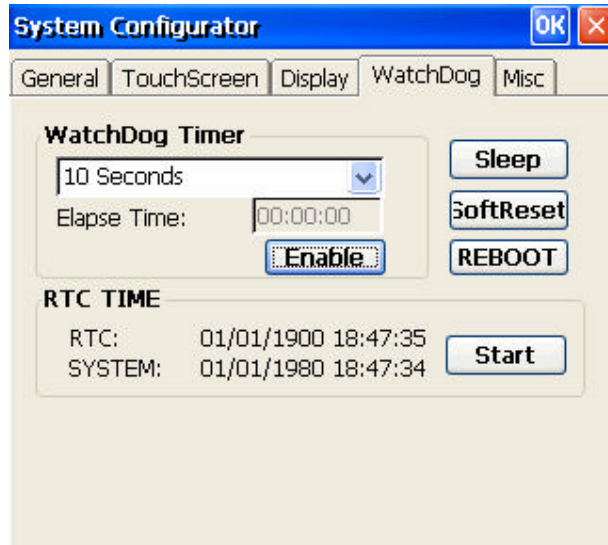 System Configurator OK
General TouchScreen Display WatchDog Misc
WatchDog Timer
10 Seconds
Elapse Time: 00:00:00
Enable
Sleep
SoftReset
REBOOT
RTC TIME
RTC: 01/01/1900 18:47:35
SYSTEM: 01/01/1980 18:47:34
Start